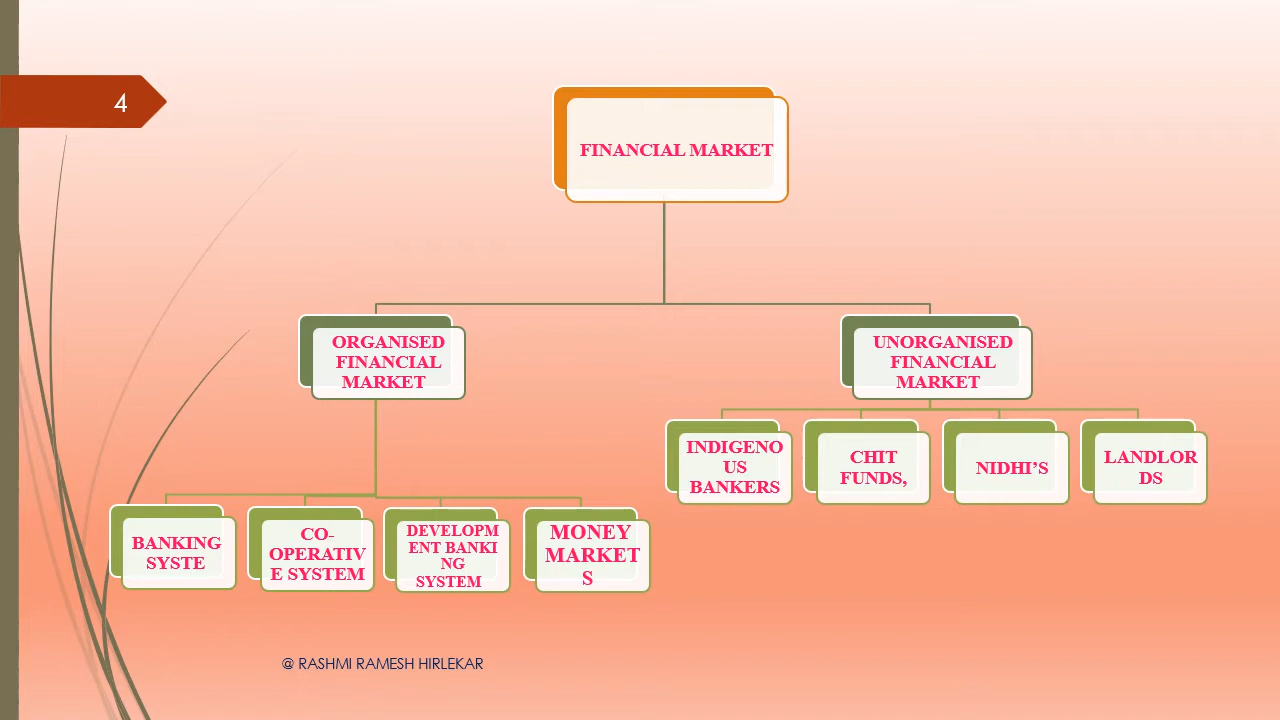 4
FINANCIAL MARKET
ORGANISED
FINANCIAL
MARKET
UNORGANISED
FINANCIAL
MARKET
BANKING
SYSTE
CO-
OPERATIV
E SYSTEM
DEVELOPM
ENT BANKI
NG
SYSTEM
MONEY
MARKET
S
INDIGENO
US
BANKERS
CHIT
FUNDS,
NIDHI’S
LANDLOR
DS
@ RASHMI RAMESH HIRLEKAR